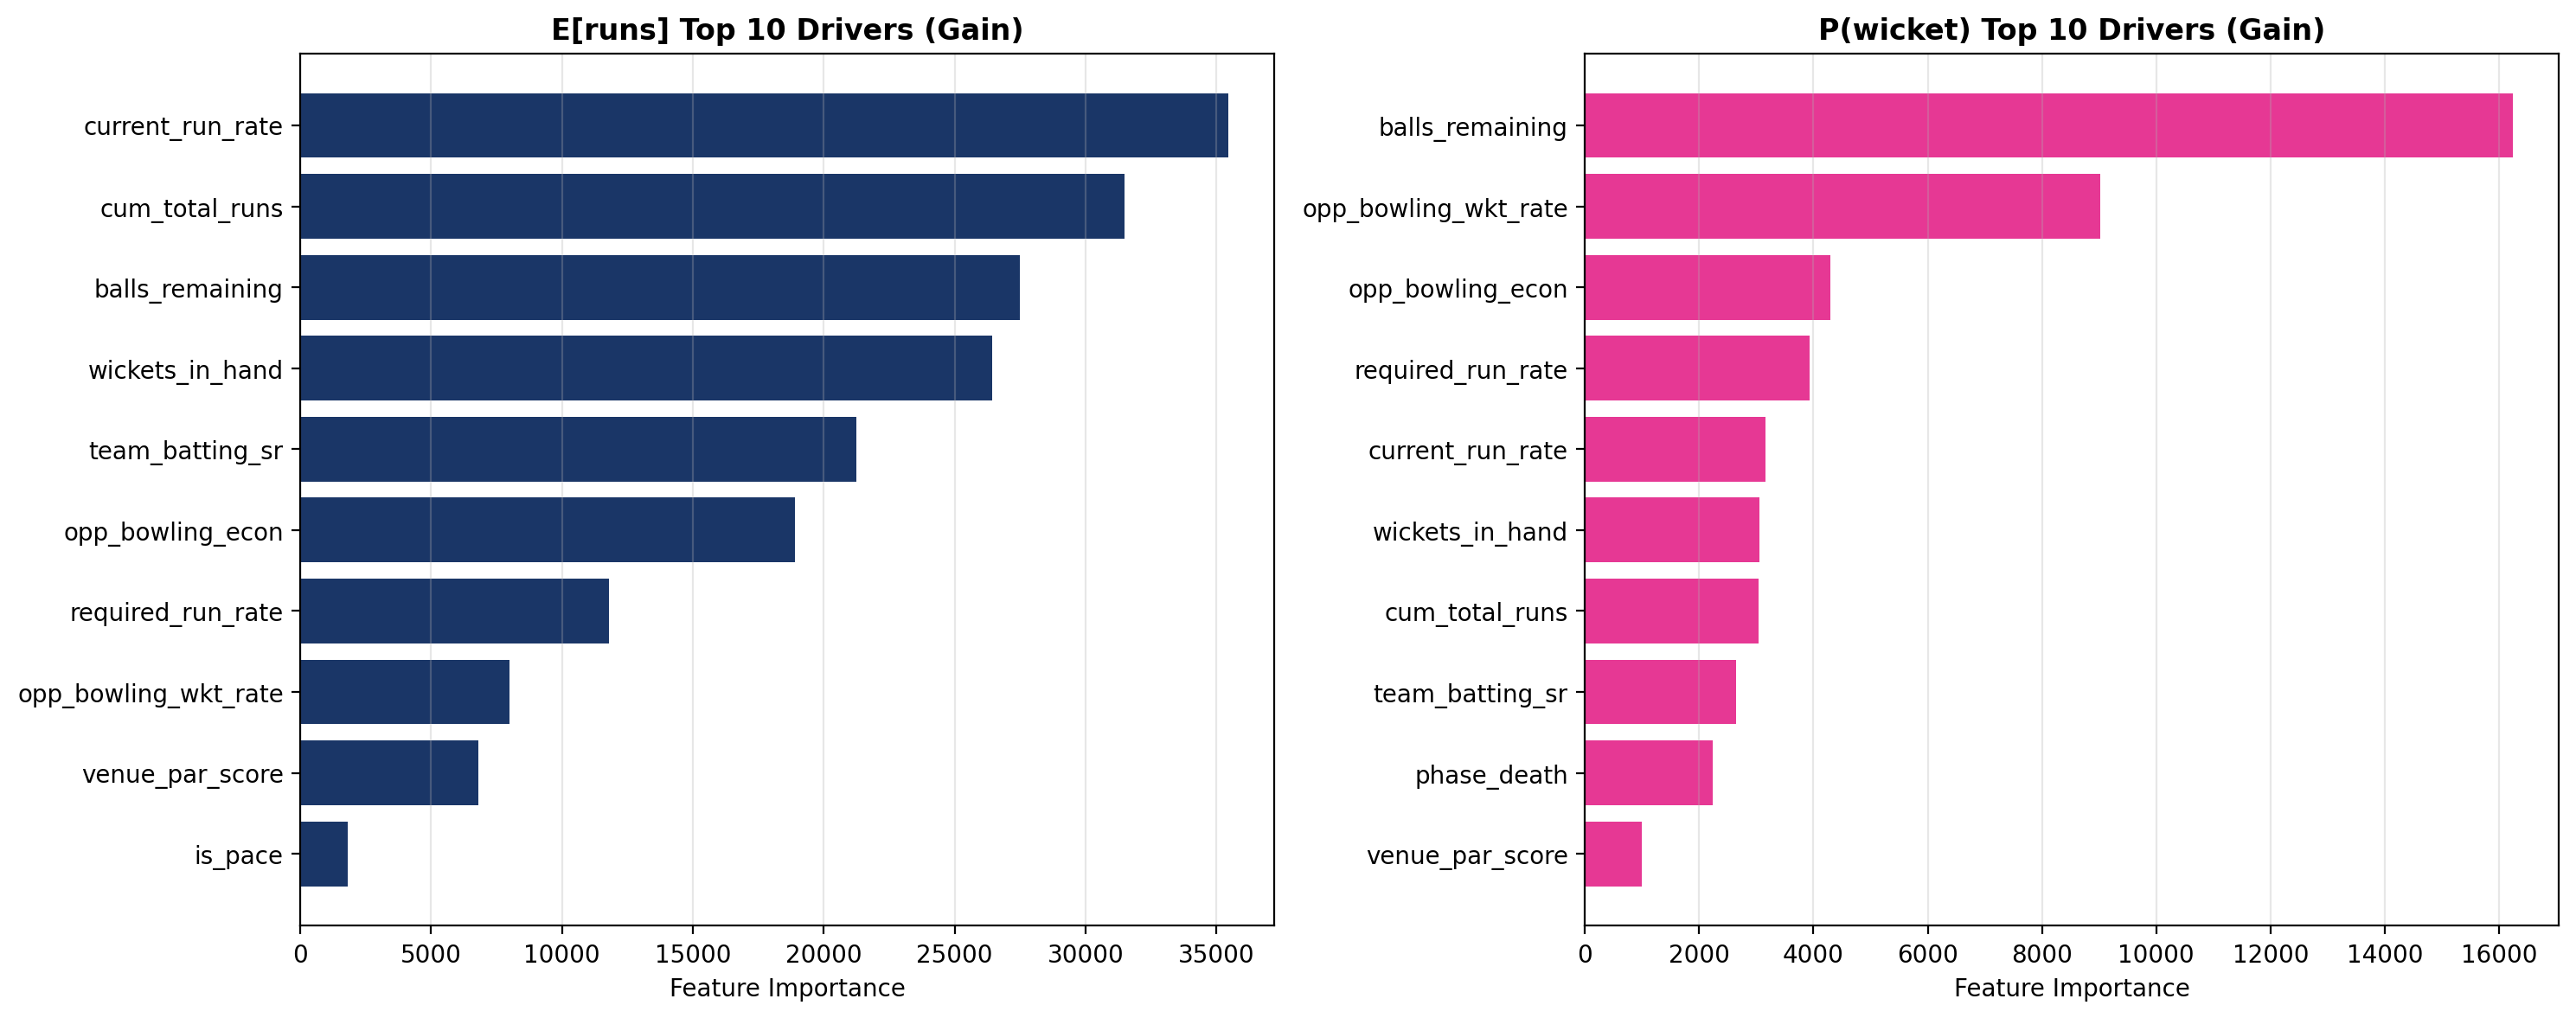 E[runs] Top 10 Drivers (Gain)
current_run_rate
cum_total_runs
balls_remaining
wickets_in_hand
team_batting_sr
opp_bowling_econ
required_run_rate
opp_bowling_wkt_rate
venue_par_score
is_pace
0 5000 10000 15000 20000 25000 30000 35000
Feature Importance
P(wicket) Top 10 Drivers (Gain)
balls_remaining
opp_bowling_wkt_rate
opp_bowling_econ
required_run_rate
current_run_rate
wickets_in_hand
cum_total_runs
team_batting_sr
phase_death
venue_par_score
0 2000 4000 6000 8000 10000 12000 14000 16000
Feature Importance